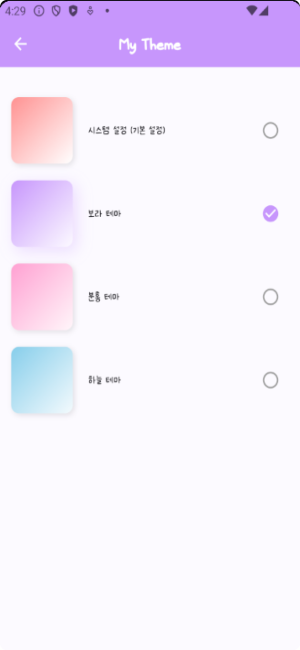 4:29
My Theme
시스템 설정 (기본 설정)
보라 테마
분홍 테마
하늘 테마